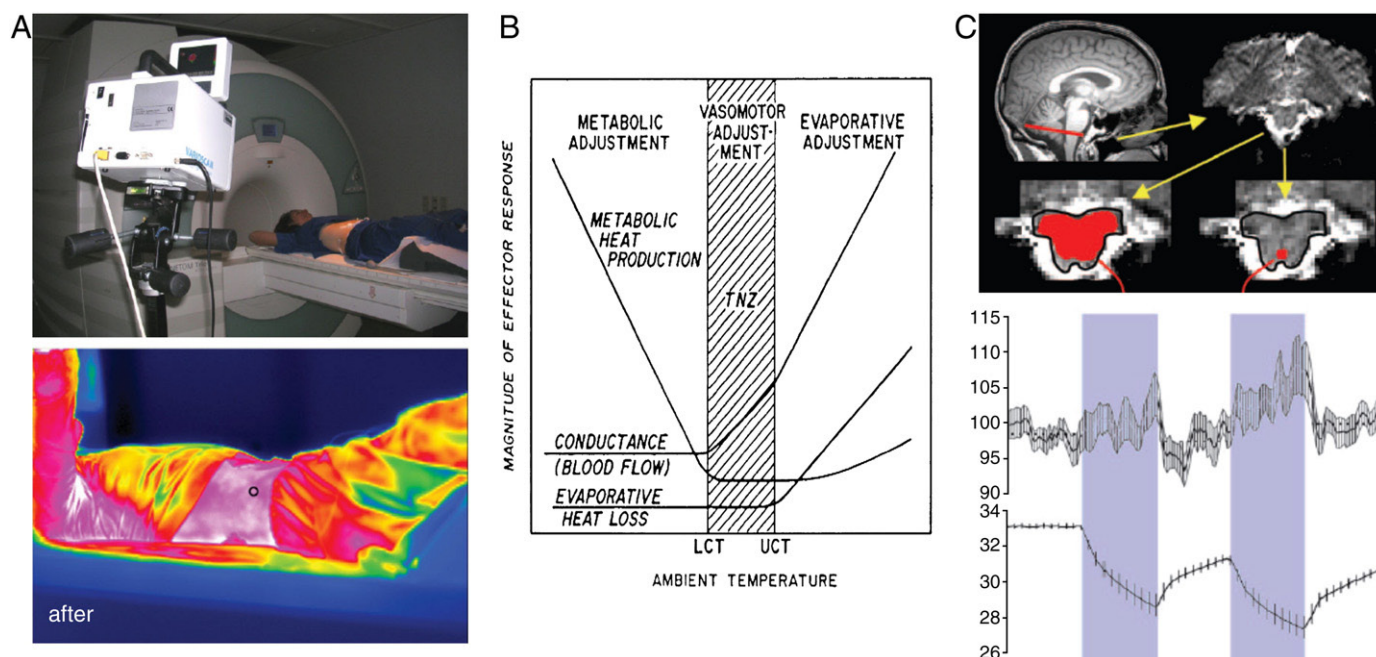 A
VARIOSCAN
after
B
METABOLIC
ADJUSTMENT
VASOMOTOR
ADJUST-
MENT
EVAPORATIVE
ADJUSTMENT
METABOLIC
HEAT
PRODUCTION
TNZ
CONDUCTANCE
(BLOOD FLOW)
EVAPORATIVE
HEAT LOSS
LCT
UCT
AMBIENT TEMPERATURE
MAGNITUDE OF EFFECTOR RESPONSE
C
115
110
105
100
95
90
34
32
30
28
26